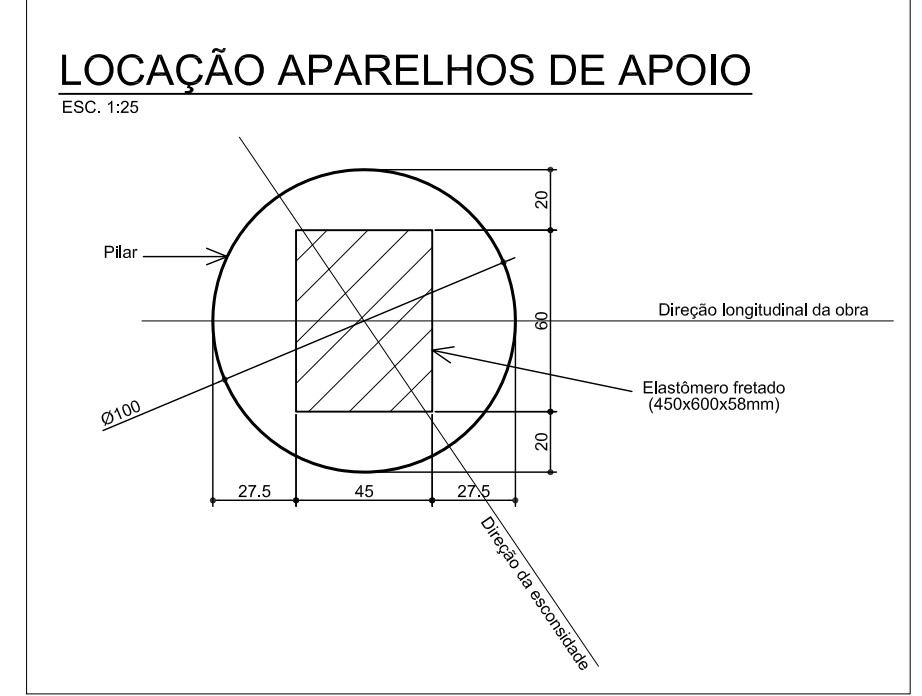 LOCAÇÃO APARELHOS DE APOIO
ESC. 1:25
20
Pilar
Direção longitudinal da obra
60
Elastômero fretado
(450x600x58mm)
Ø100
20
27.5
45
27.5
Direção da esconsidade